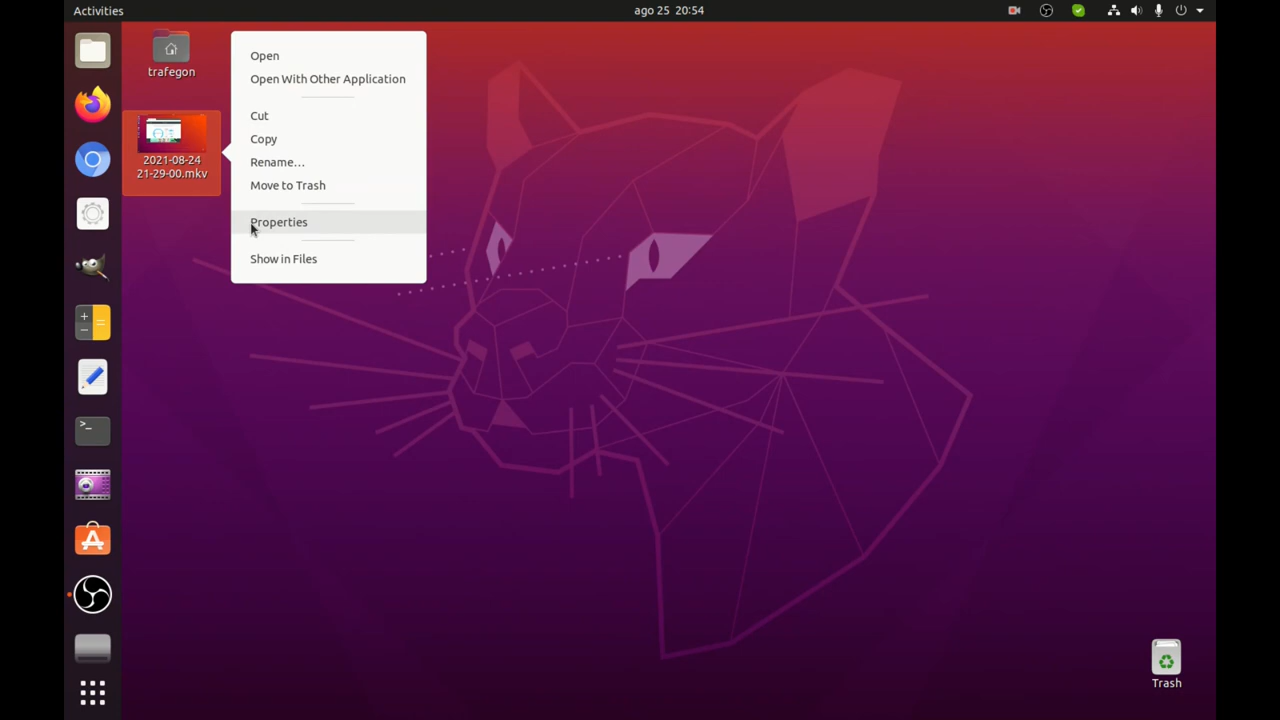 Activities
ago 25 20:54
trafegon
2021-08-24
21-29-00.mkv
Open
Open With Other Application
Cut
Copy
Rename…
Move to Trash
Properties
Show in Files
Trash